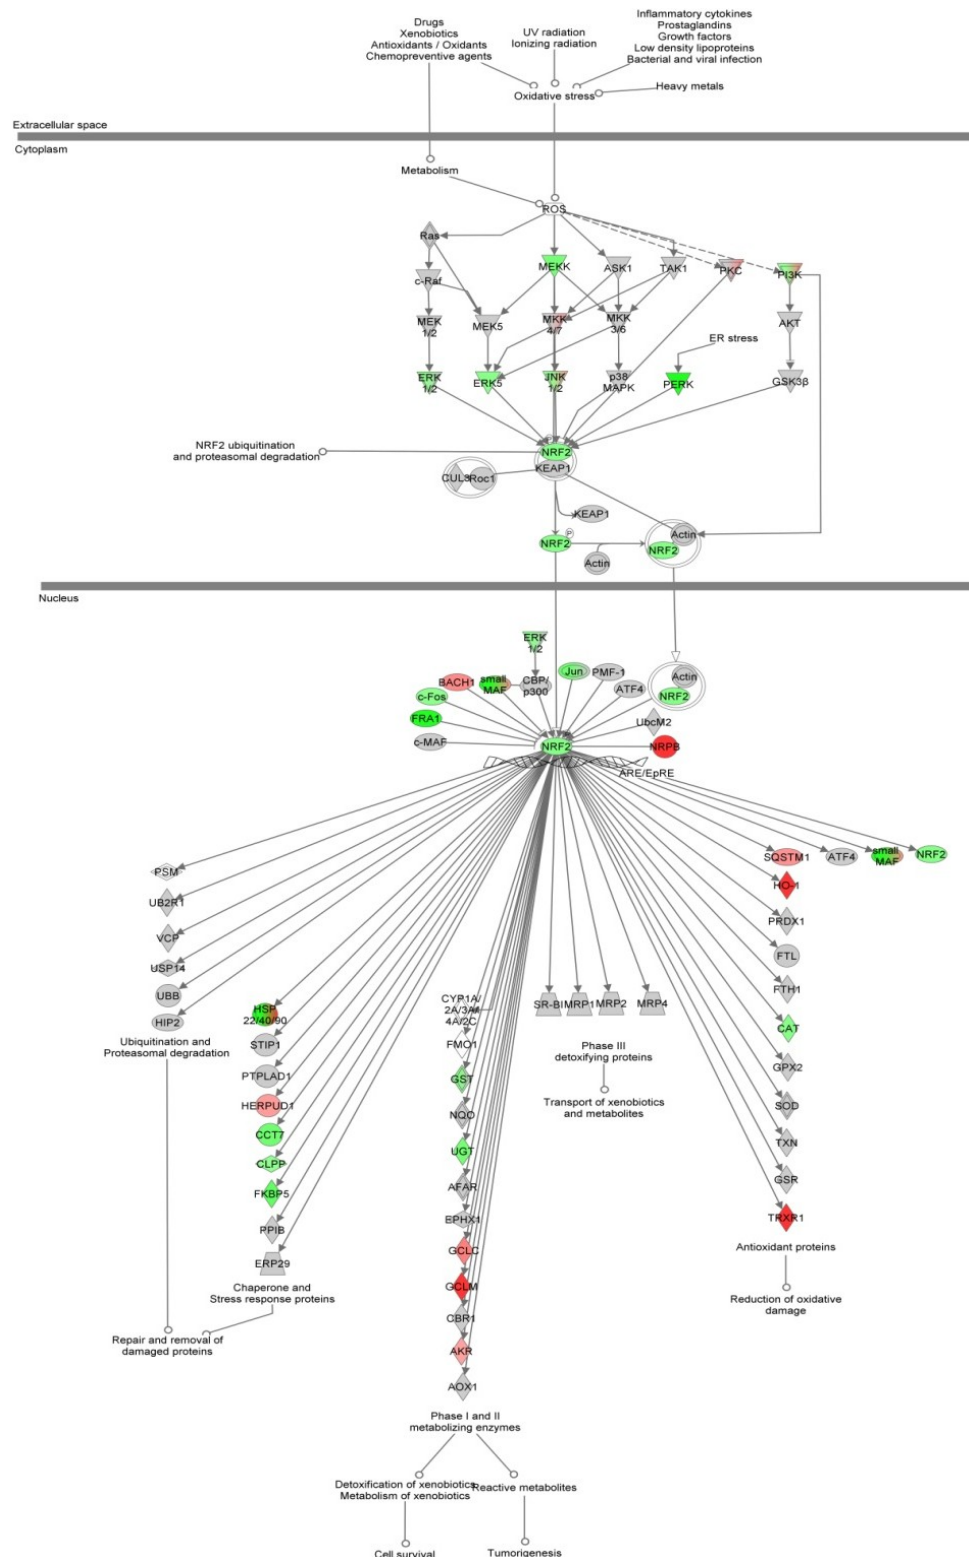 Drugs
Xenobiotics
Antioxidants / Oxidants
Chemopreventive agents
UV radiation
Ionizing radiation
Inflammatory cytokines
Prostaglandins
Growth factors
Low density lipoproteins
Bacterial and viral infection
Oxidative stress
Heavy metals
Extracellular space
Cytoplasm
Metabolism
ROS
Ras
MEKK
ASK1
TAK1
PKC
PI3K
c-Raf
MEK
1/2
MEK5
MKK
4/7
MKK
3/6
AKT
ER stress
ERK
1/2
ERK5
JNK
1/2
p38
MAPK
PERK
GSK3β
NRF2 ubiquitination
and proteasomal degradation
NRF2
KEAP1
CUL3
Roc1
KEAP1
NRF2
P
Actin
Actin
NRF2
Nucleus
ERK
1/2
BACH1
small
MAF
CBP/
p300
Jun
PMF-1
ATF4
Actin
NRF2
c-Fos
FRA1
c-MAF
UbcM2
NRF2
NRPB
ARE/EpRE
PSM
UB2R1
VCP
USP14
UBB
HIP2
Ubiquitination and
Proteasomal degradation
HSP
22/40/90
STIP1
PTPLAD1
HERPUD1
CCT7
CLPP
FKBP5
PPIB
ERP29
Chaperone and
Stress response proteins
Repair and removal of
damaged proteins
CYP1A/
2A/3A/
4A/2C
FMO1
GST
NQO
UGT
AFAR
EPHX1
GCLC
GCLM
CBR1
AKR
AOX1
Phase I and II
metabolizing enzymes
Detoxification of xenobiotics
Metabolism of xenobiotics
Reactive metabolites
Cell survival
Tumorigenesis
SR-BI
MRP1
MRP2
MRP4
Phase III
detoxifying proteins
Transport of xenobiotics
and metabolites
SQSTM1
ATF4
small
MAF
NRF2
HO-1
PRDX1
FTL
FTH1
CAT
GPX2
SOD
TXN
GSR
TRXR1
Antioxidant proteins
Reduction of oxidative
damage